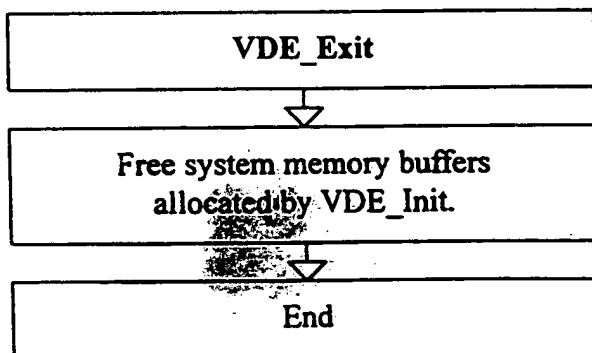 VDE_Exit
Free system memory buffers
allocated by VDE_Init.
End